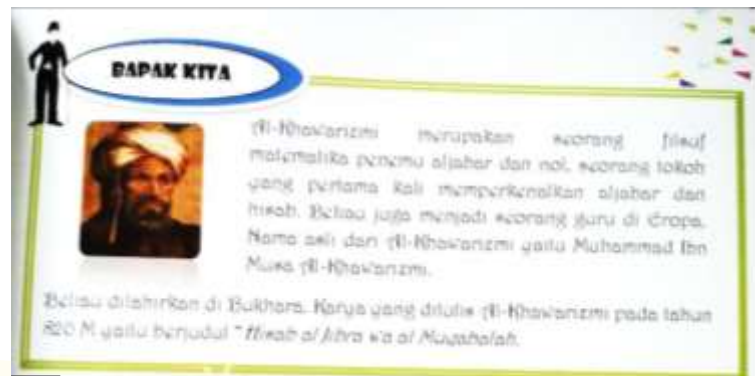 BAPAK KITA
Al-Khawarizmi merupakan seorang filsuf
matematika penemu aljabar dan nol, seorang tokoh
yang pertama kali memperkenalkan aljabar dan
hisab. Beliau juga menjadi seorang guru di Eropa.
Nama asli dari Al-Khawarizmi yaitu Muhammad Ibn
Musa Al-Khawarizmi.
Beliau dilahirkan di Bukhara. Karya yang ditulis Al-Khawarizmi pada tahun
820 M yaitu berjudul "Hisab al Jibra wa al Muqabalah.